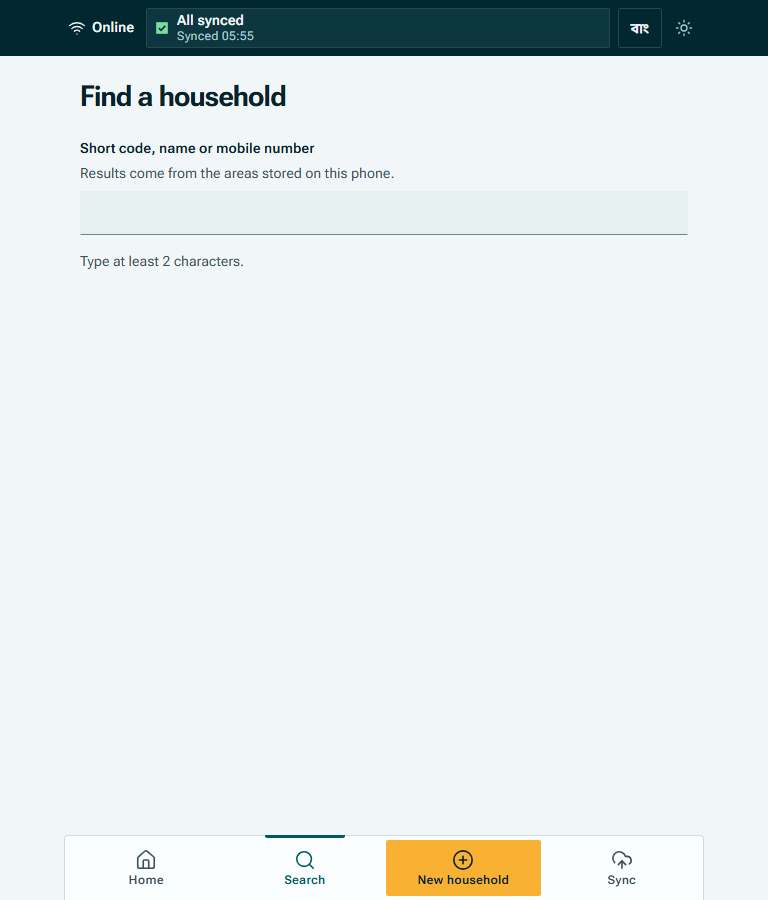 Online
All synced
Synced 05:55
বাং
Find a household
Short code, name or mobile number
Results come from the areas stored on this phone.
Type at least 2 characters.
Home
Search
New household
Sync